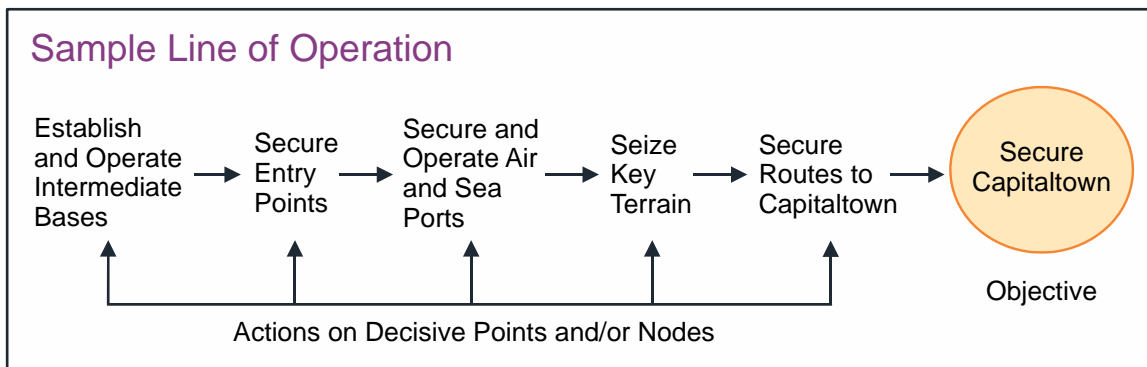 Sample Line of Operation
Establish
and Operate
Intermediate
Bases
Secure
Entry
Points
Secure and
Operate Air
and Sea
Ports
Seize
Key
Terrain
Secure
Routes to
Capitaltown
Secure
Capitaltown
Objective
Actions on Decisive Points and/or Nodes